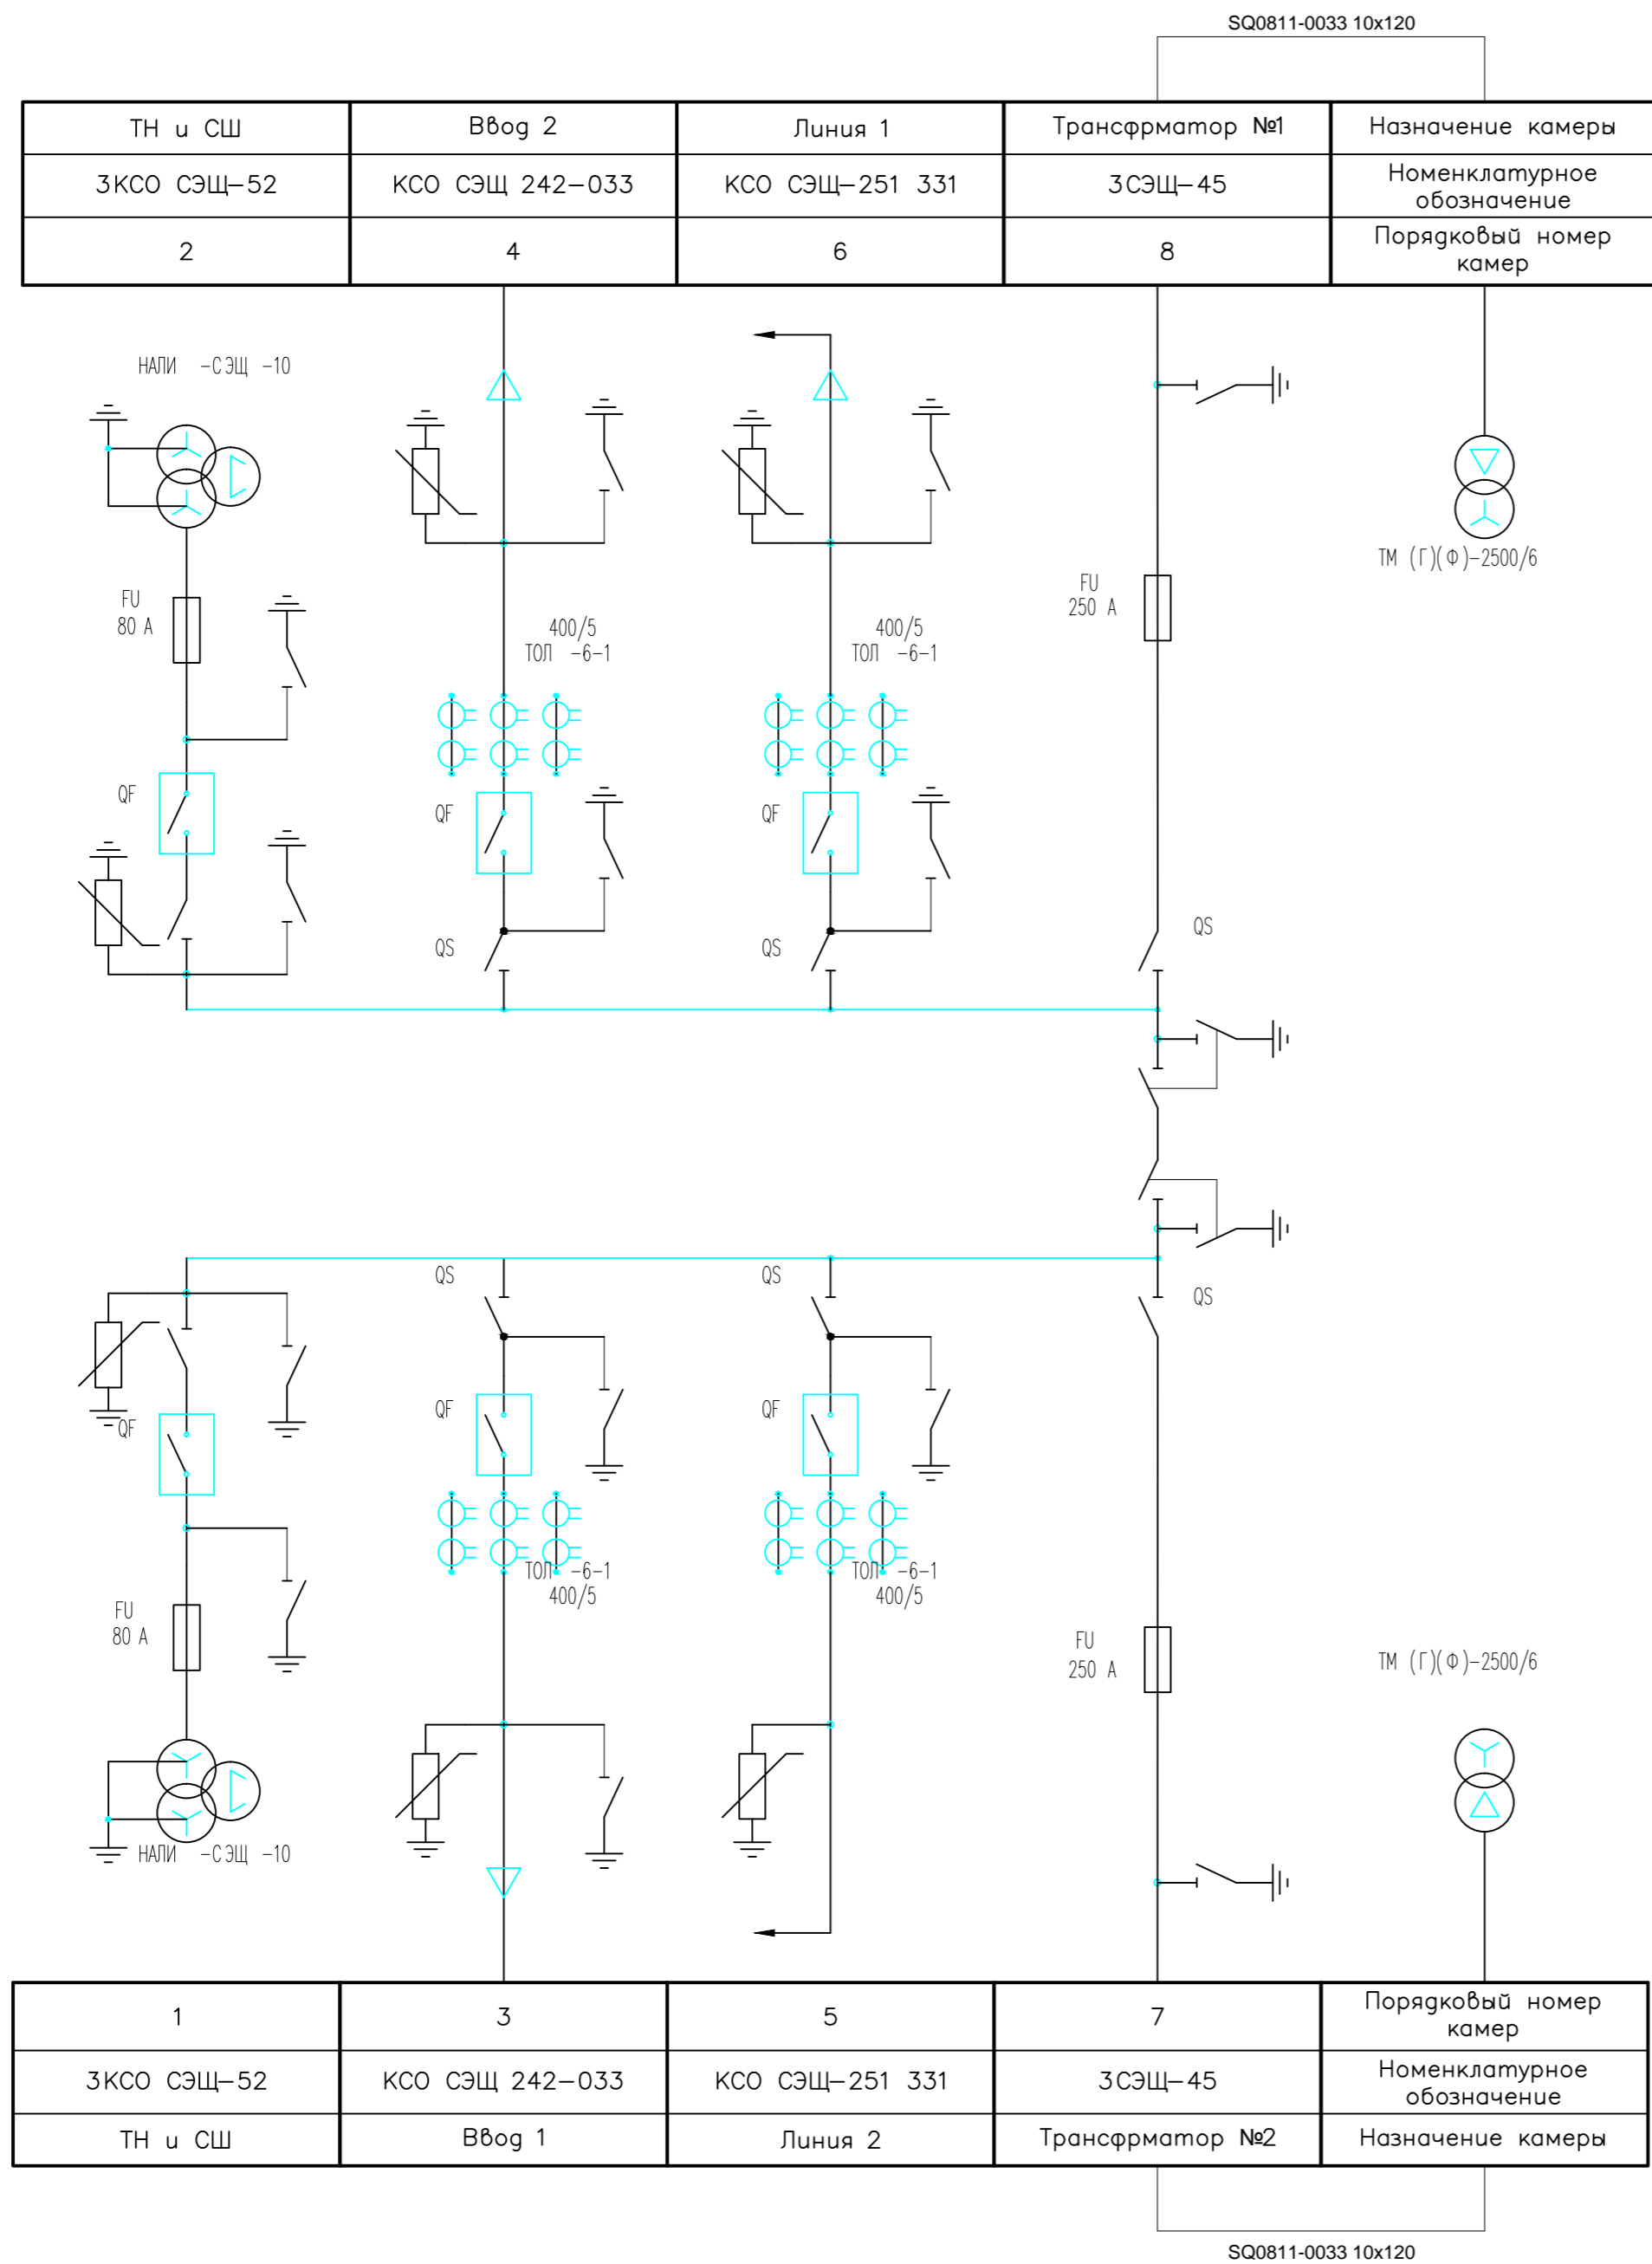 SQ0811-0033 10x120
ТН и СШ
Ввод 2
Линия 1
Трансфрматор №1
Назначение камеры
3КСО СЭЩ-52
КСО СЭЩ 242-033
КСО СЭЩ-251 331
3СЭЩ-45
Номенклатурное
обозначение
2
4
6
8
Порядковый номер
камер
НАПИ -СЭЩ -10
ТМ (Г)(Ф)-2500/6
FU
80 А
FU
250 А
400/5
ТОЛ -6-1
400/5
ТОЛ -6-1
QF
QF
QF
QS
QS
QS
QS
QS
QS
QF
QF
QF
ТОЛ -6-1
400/5
ТОЛ -6-1
400/5
FU
80 А
FU
250 А
ТМ (Г)(Ф)-2500/6
НАПИ -СЭЩ -10
1
3
5
7
Порядковый номер
камер
3КСО СЭЩ-52
КСО СЭЩ 242-033
КСО СЭЩ-251 331
3СЭЩ-45
Номенклатурное
обозначение
ТН и СШ
Ввод 1
Линия 2
Трансфрматор №2
Назначение камеры
SQ0811-0033 10x120